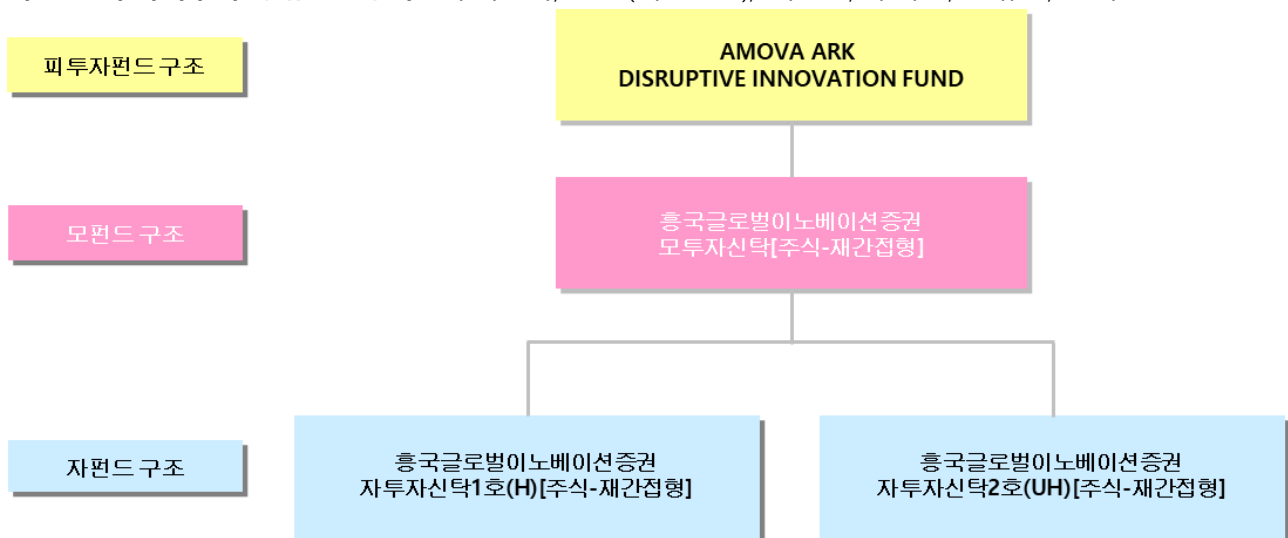 피투자펀드 구조
AMOVA ARK
DISRUPTIVE INNOVATION FUND
모펀드 구조
흥국글로벌이노베이션증권
모투자신탁[주식-재간접형]
자펀드 구조
흥국글로벌이노베이션증권
자투자신탁1호(H)[주식-재간접형]
흥국글로벌이노베이션증권
자투자신탁2호(UH)[주식-재간접형]